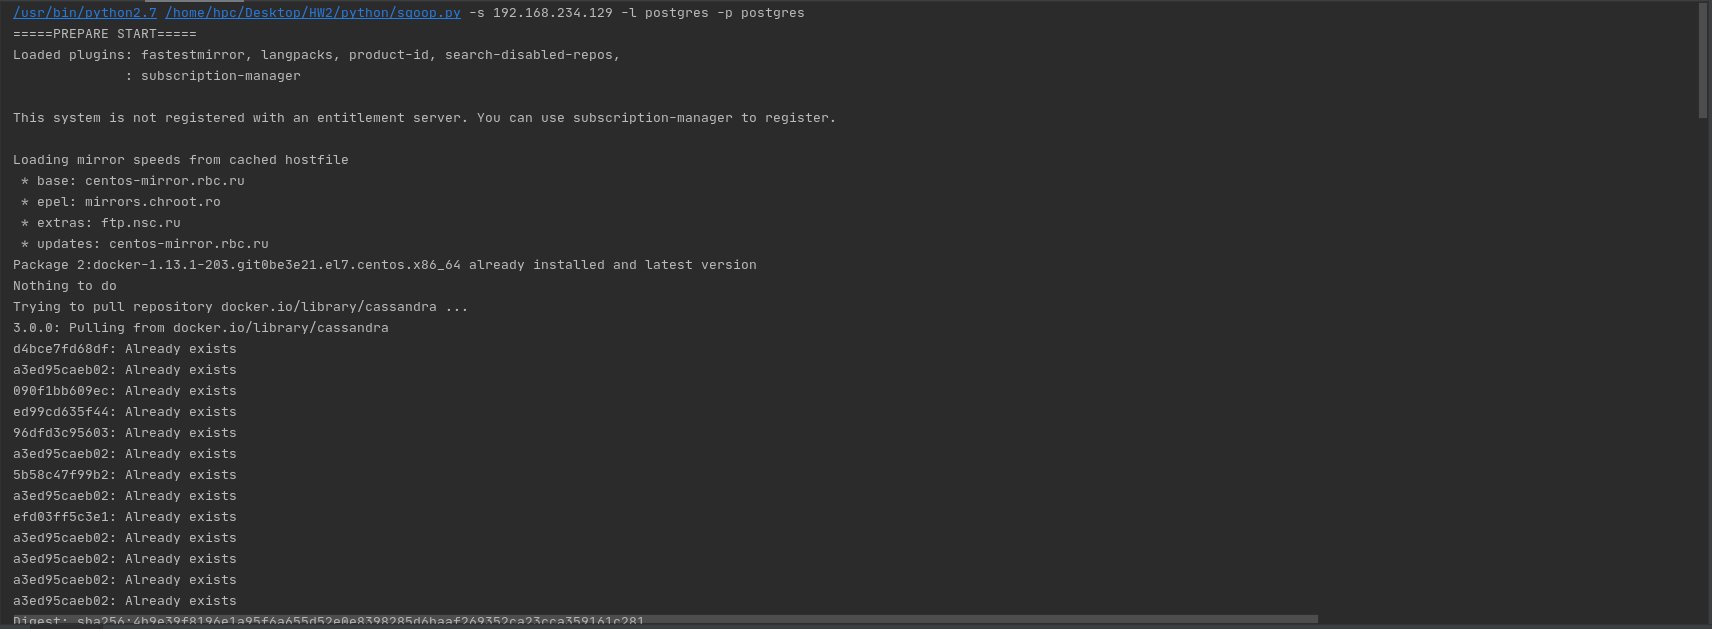 /usr/bin/python2.7 /home/hpc/Desktop/HW2/python/sqoop.py -s 192.168.234.129 -l postgres -p postgres
=====PREPARE START=====
Loaded plugins: fastestmirror, langpacks, product-id, search-disabled-repos,
              : subscription-manager
This system is not registered with an entitlement server. You can use subscription-manager to register.
Loading mirror speeds from cached hostfile
 * base: centos-mirror.rbc.ru
 * epel: mirrors.chroot.ro
 * extras: ftp.nsc.ru
 * updates: centos-mirror.rbc.ru
Package 2:docker-1.13.1-203.git0be3e21.el7.centos.x86_64 already installed and latest version
Nothing to do
Trying to pull repository docker.io/library/cassandra ...
3.0.0: Pulling from docker.io/library/cassandra
d4bce7fd68df: Already exists
a3ed95caeb02: Already exists
090f1bb609ec: Already exists
ed99cd635f44: Already exists
96dfd3c95603: Already exists
a3ed95caeb02: Already exists
5b58c47f99b2: Already exists
a3ed95caeb02: Already exists
efd03ff5c3e1: Already exists
a3ed95caeb02: Already exists
a3ed95caeb02: Already exists
a3ed95caeb02: Already exists
a3ed95caeb02: Already exists
Digest: